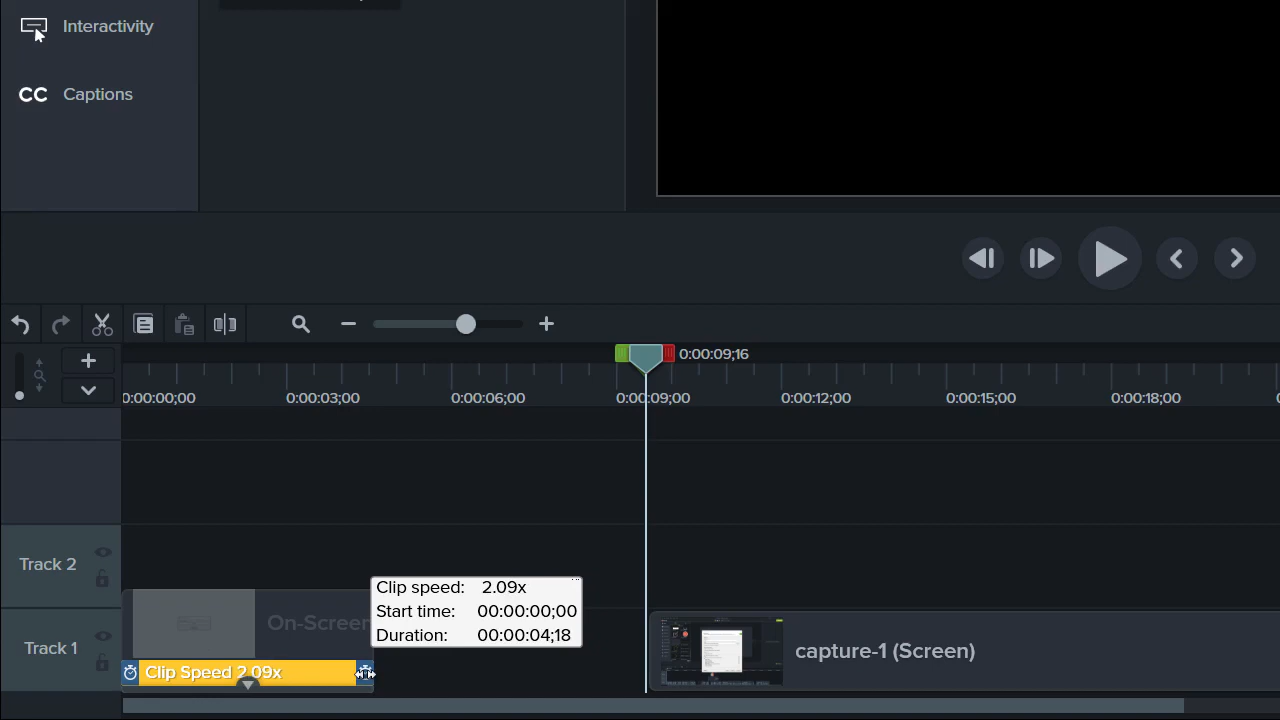 Interactivity
CC Captions
0:00:09;16
0:00:00;00 0:00:03;00 0:00:06;00 0:00:09;00 0:00:12;00 0:00:15;00 0:00:18;00
Track 2
Track 1
On-Screen
Clip speed: 2.09x
Start time: 00:00:00;00
Duration: 00:00:04;18
Clip Speed 2.09x
capture-1 (Screen)